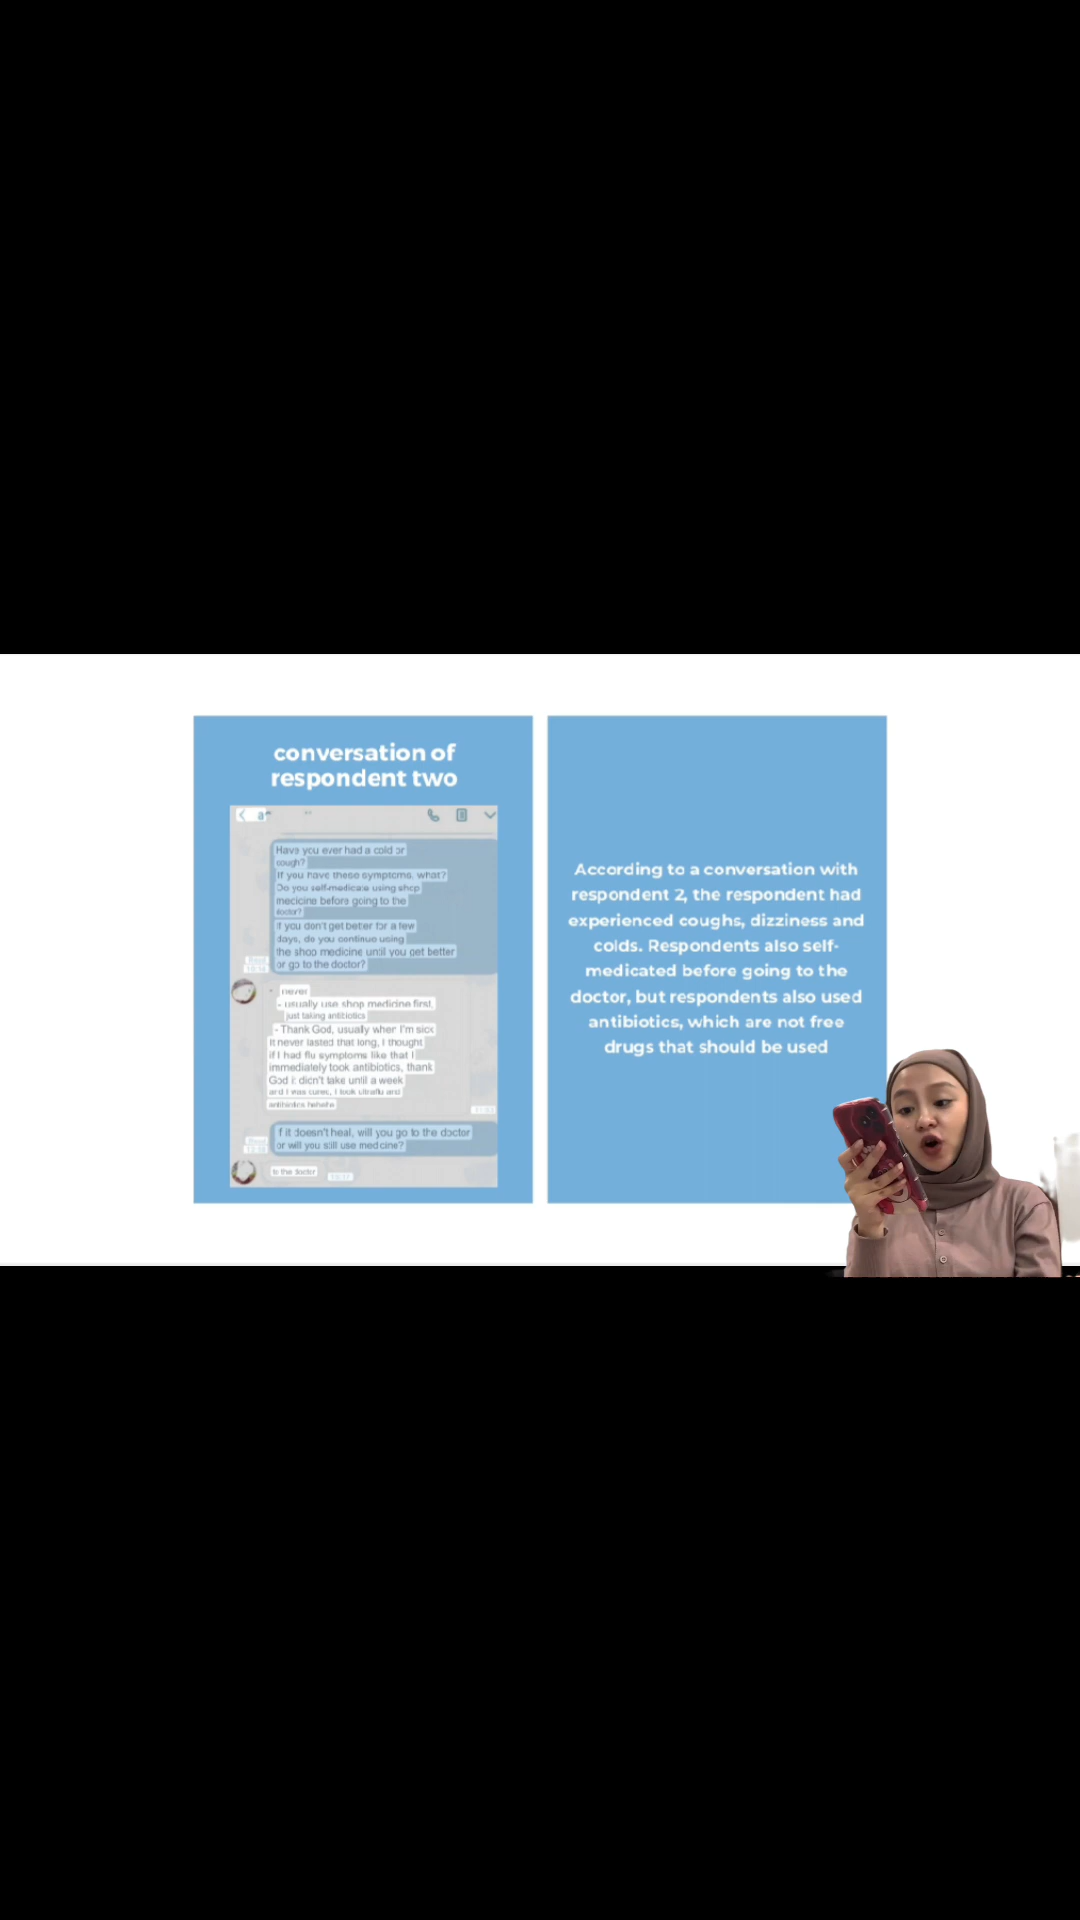 conversation of
respondent two
Have you ever had a cold or
cough?
If you have these symptoms, what?
Do you self-medicate using shop
medicine before going to the
doctor?
If you don't get better for a few
days, do you continue using
the shop medicine until you get better
or go to the doctor?
- never
- usually use shop medicine first,
just taking antibiotics
- Thank God, usually when I'm sick
It never lasted that long, I thought
if I had flu symptoms like that I
immediately took antibiotics, thank
God it didn't take until a week
and I was cured, I took ultraflu and
antibiotics hehehe
f it doesn't heal, will you go to the doctor
or will you still use medicine?
to the doctor
According to a conversation with
respondent 2, the respondent had
experienced coughs, dizziness and
colds. Respondents also self-
medicated before going to the
doctor, but respondents also used
antibiotics, which are not free
drugs that should be used